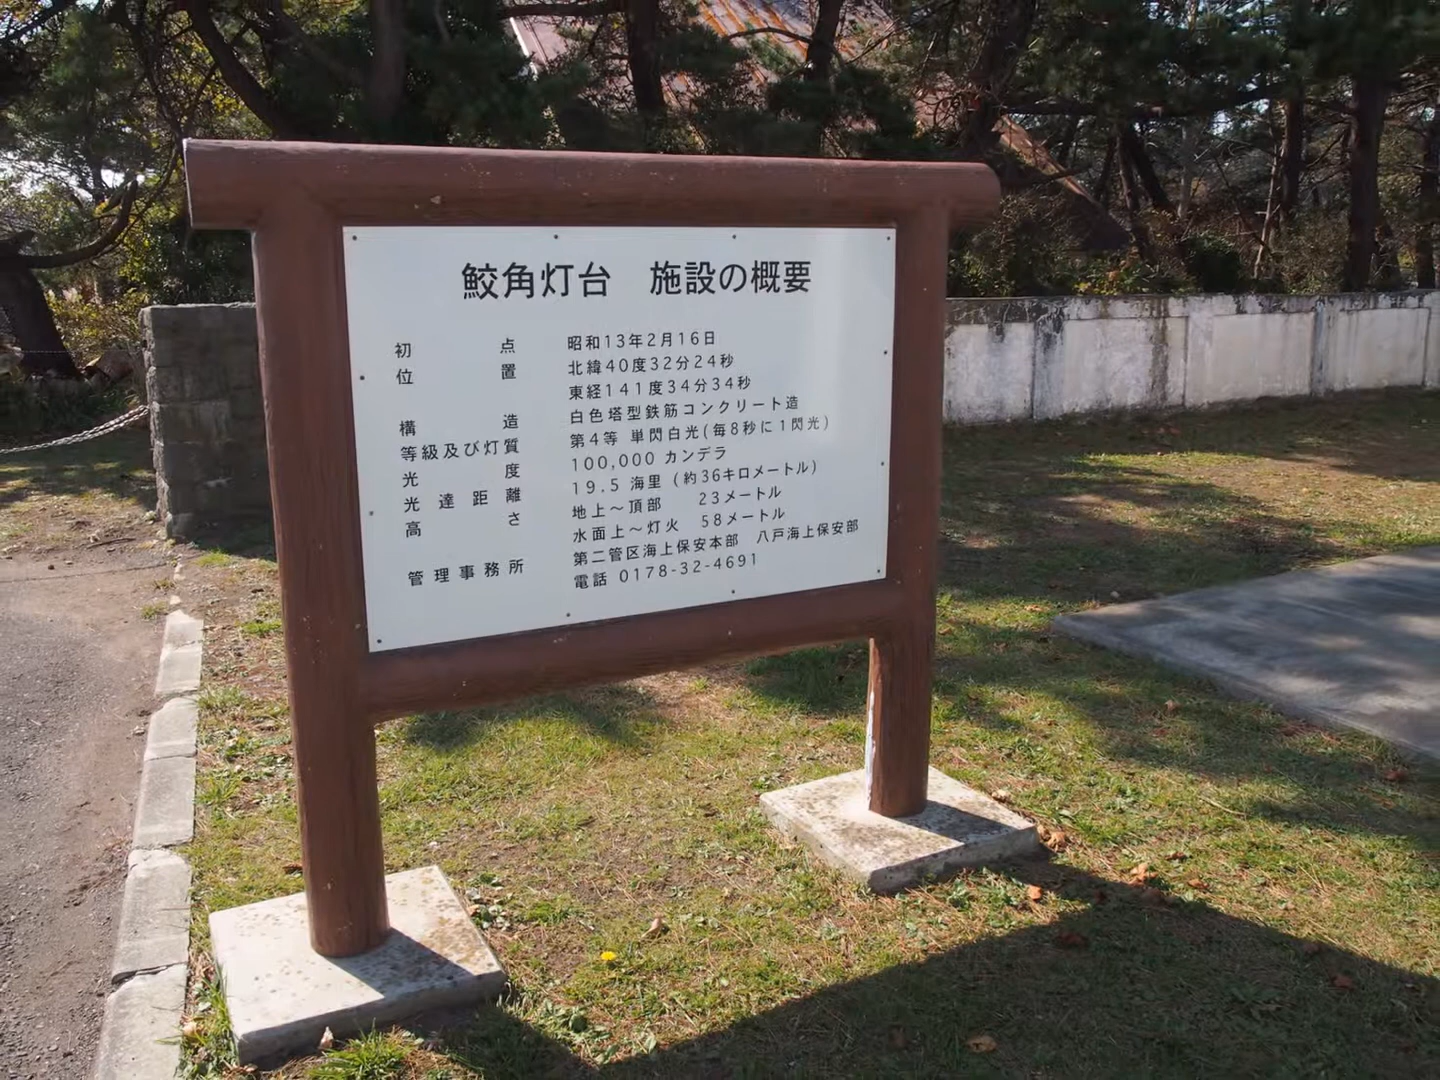 鮫角灯台　施設の概要
初点　昭和13年2月16日
位置　北緯40度32分24秒
東経141度34分34秒
構造　白色塔型鉄筋コンクリート造
等級及び灯質　第4等 単閃白光(毎8秒に1閃光)
光度　100,000 カンデラ
光達距離　19.5 海里 (約36キロメートル)
高さ　地上～頂部　23メートル
水面上～灯火　58メートル
管理事務所　第二管区海上保安本部　八戸海上保安部
電話 0178-32-4691